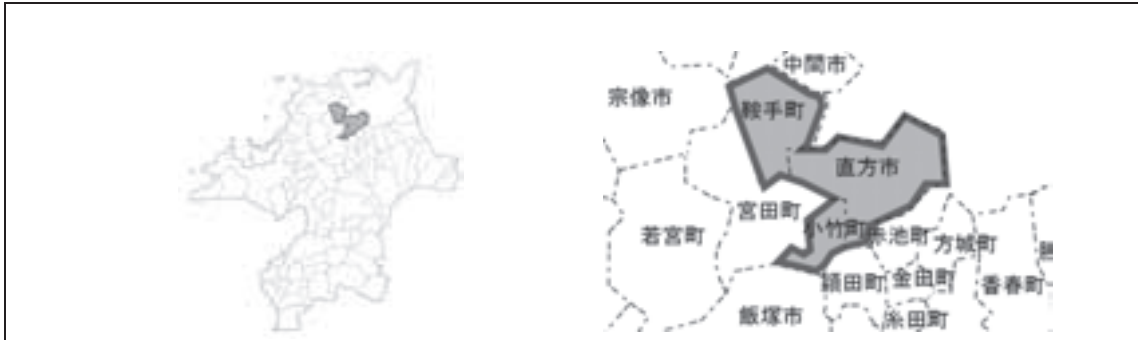 中間市
宗像市
鞍手町
直方市
宮田町
小竹町
若宮町
赤池町
方城町
頴田町
金田町
香春町
飯塚市
糸田町